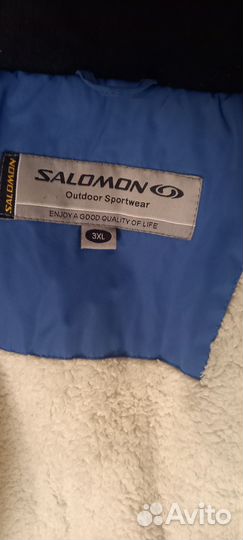 SALOMON
Outdoor Sportwear
ENJOY A GOOD QUALITY OF LIFE
3XL
SALOMON
Avito